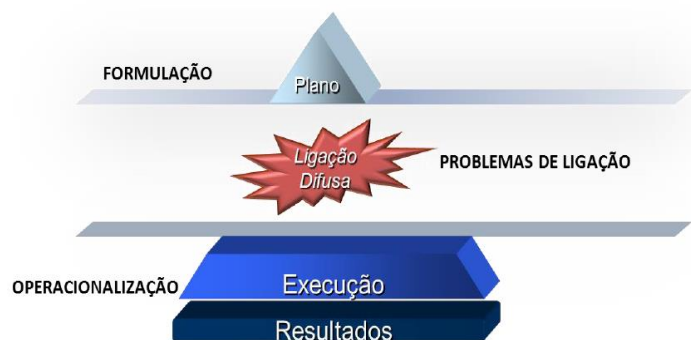 FORMULAÇÃO
Plano
Ligação
Difusa
PROBLEMAS DE LIGAÇÃO
OPERACIONALIZAÇÃO
Execução
Resultados